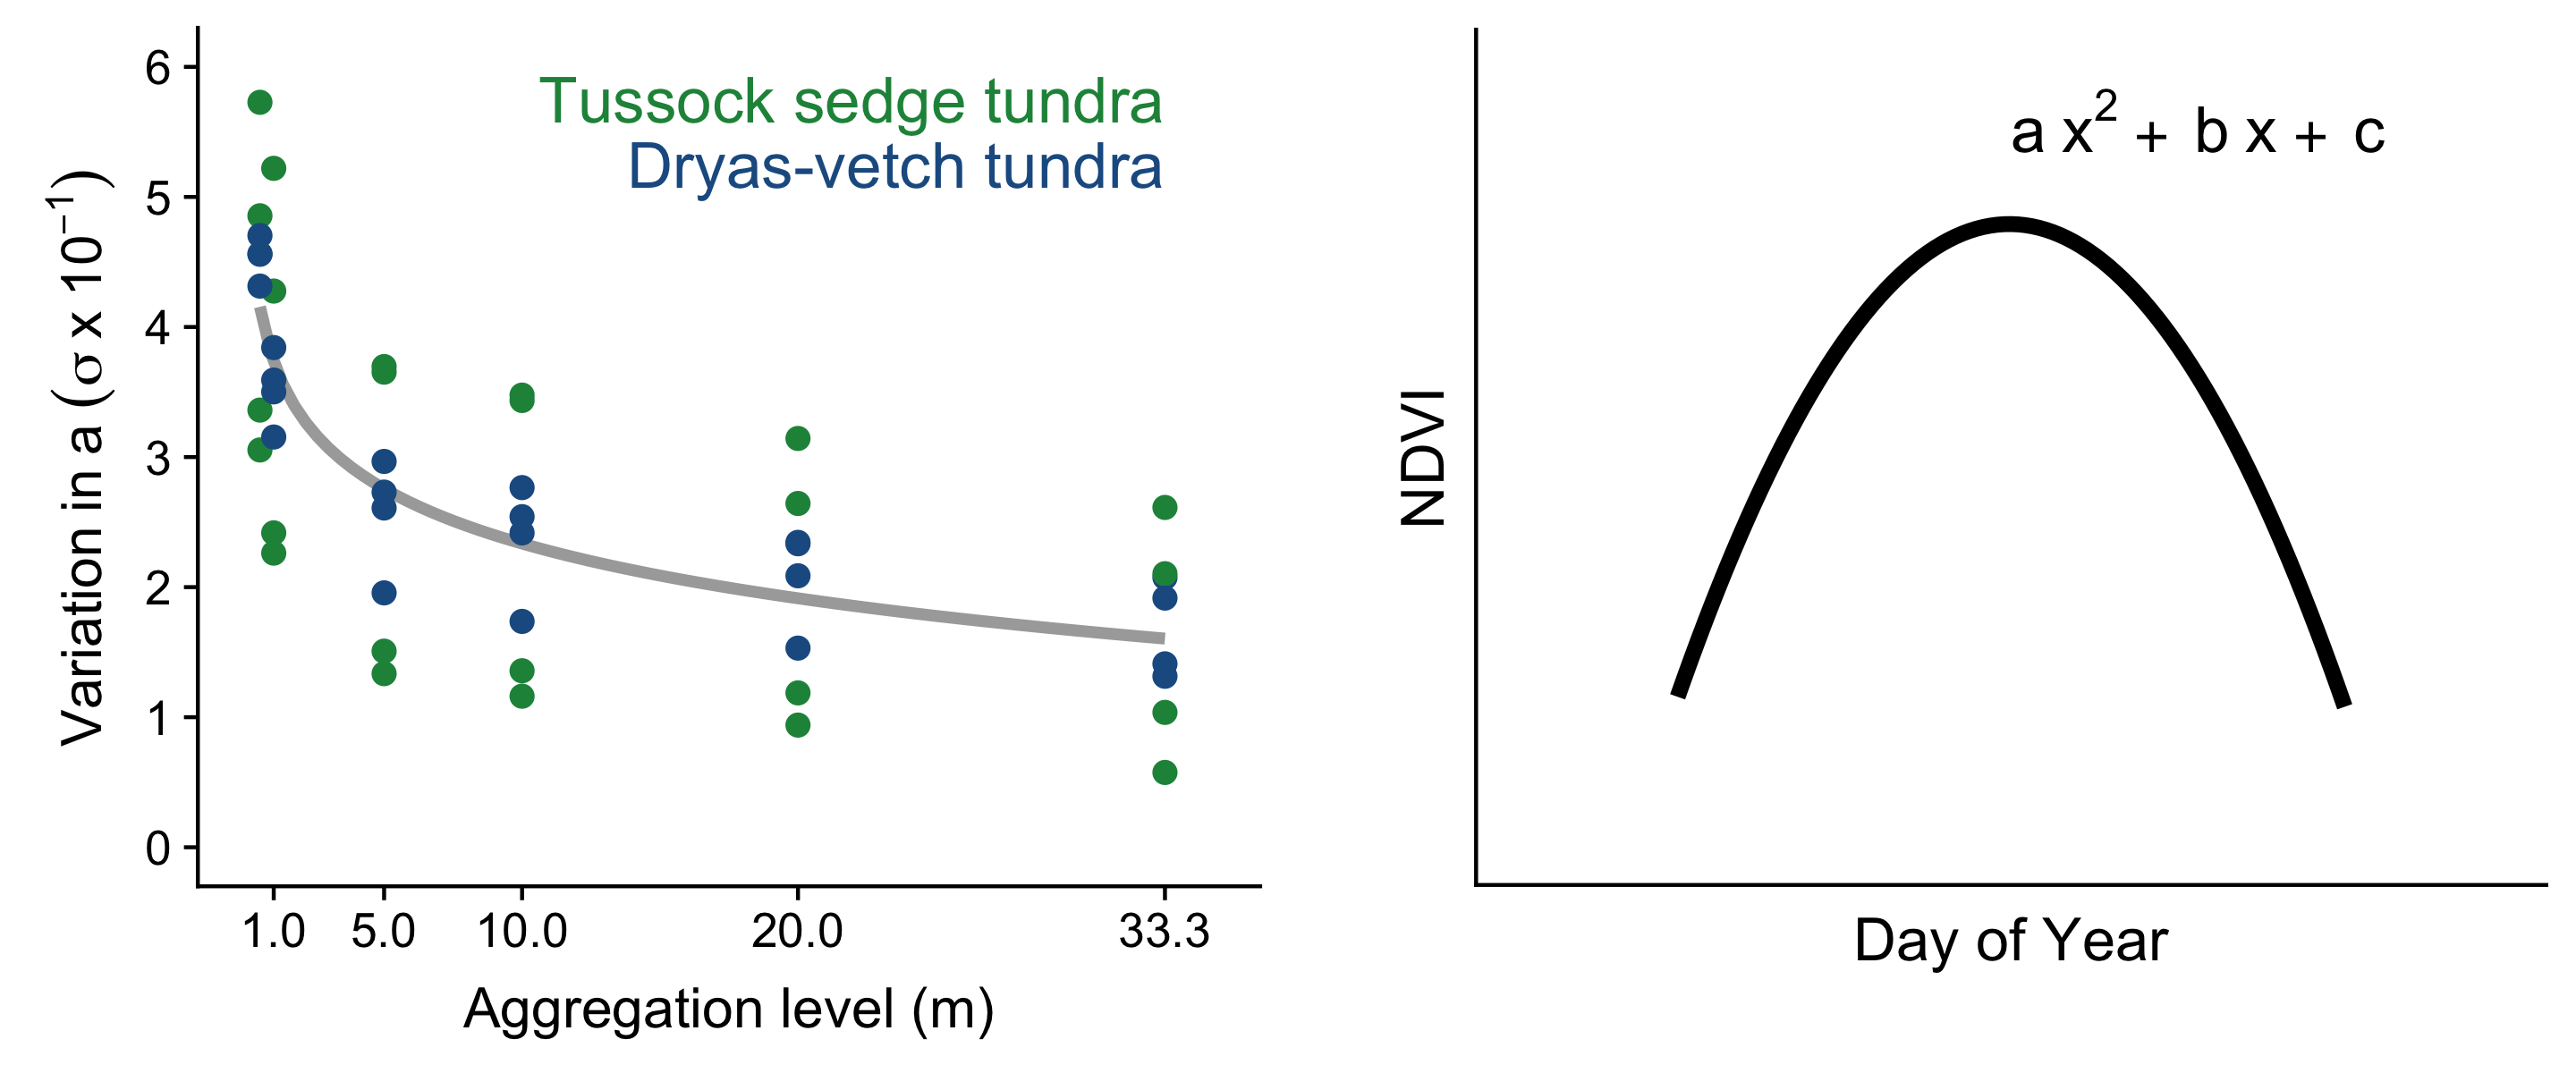 Variation in a (σ x 10⁻¹)
6
5
4
3
2
1
0
Tussock sedge tundra
Dryas-vetch tundra
1.0 5.0 10.0 20.0 33.3
Aggregation level (m)
NDVI
a x² + b x + c
Day of Year